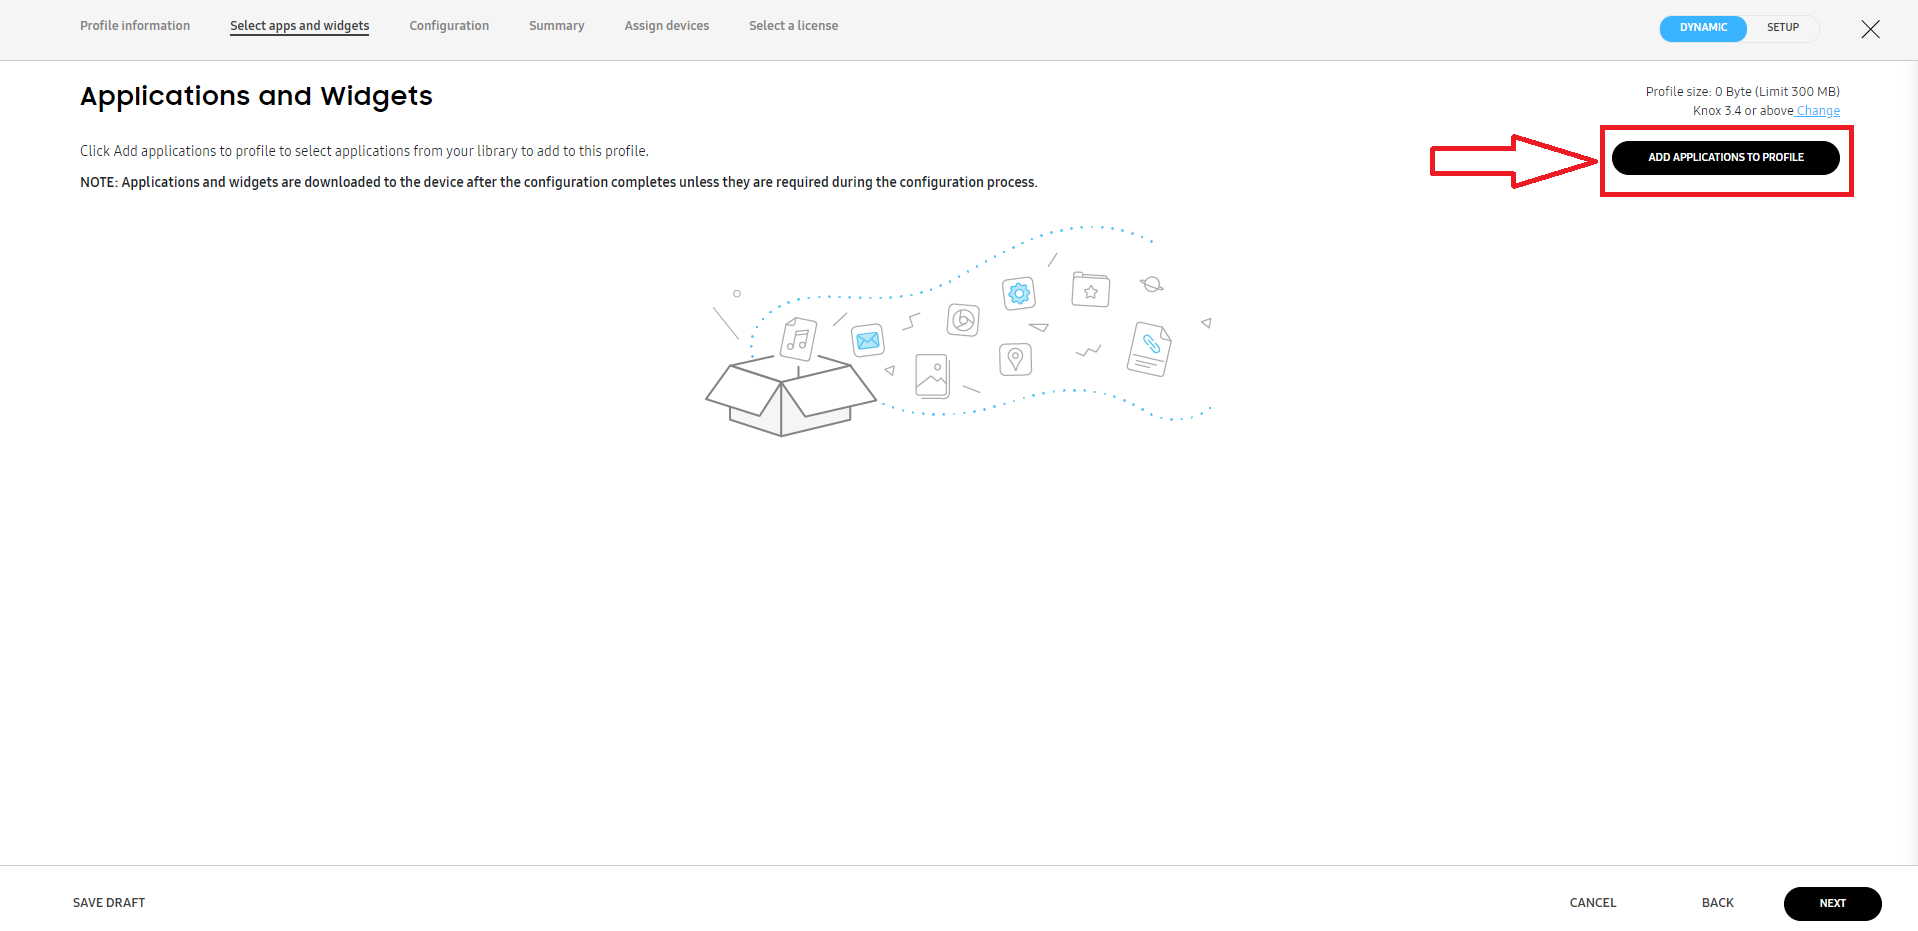 Profile information
Select apps and widgets
Configuration
Summary
Assign devices
Select a license
DYNAMIC
SETUP
Applications and Widgets
Profile size: 0 Byte (Limit 300 MB)
Knox 3.4 or above Change
Click Add applications to profile to select applications from your library to add to this profile.
ADD APPLICATIONS TO PROFILE
NOTE: Applications and widgets are downloaded to the device after the configuration completes unless they are required during the configuration process.
SAVE DRAFT
CANCEL
BACK
NEXT